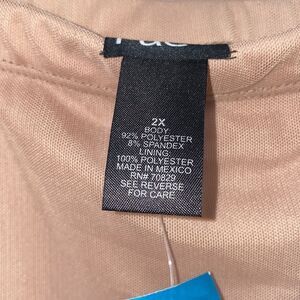 2X
BODY
92% POLYESTER
8% SPANDEX
LINING:
100% POLYESTER
MADE IN MEXICO
RN# 70829
SEE REVERSE
FOR CARE